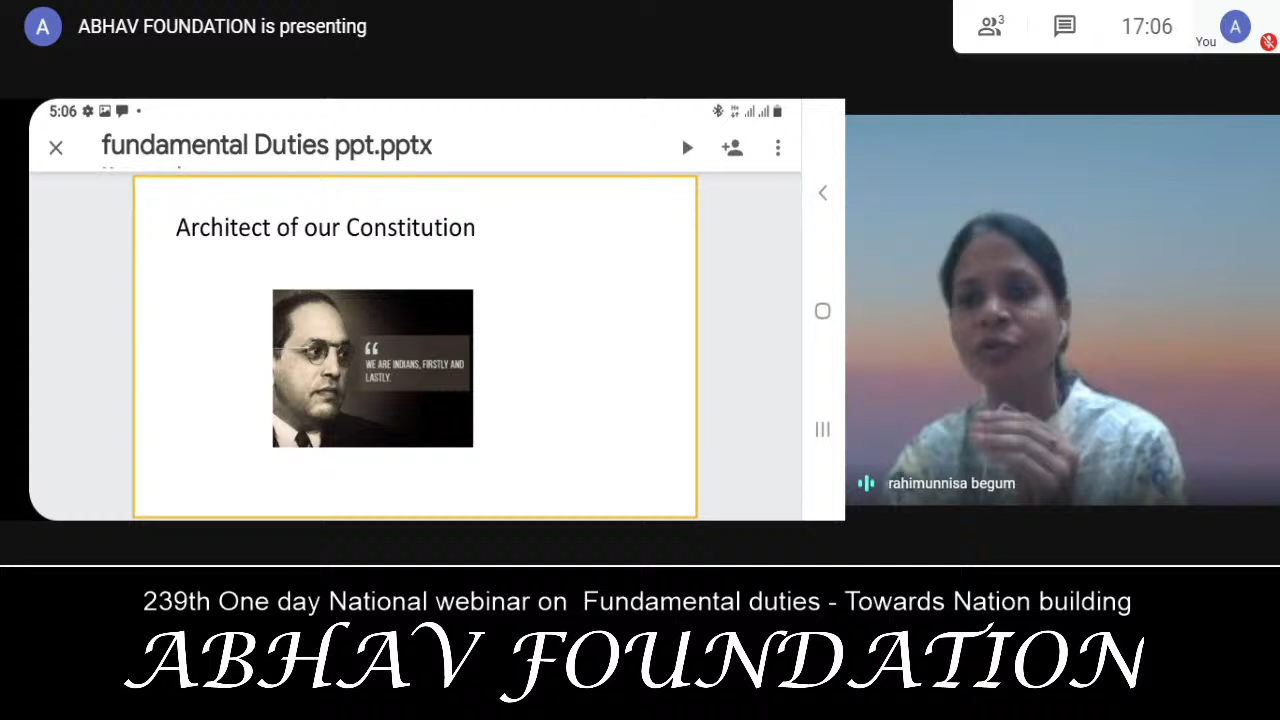 A
ABHAV FOUNDATION is presenting
3
17:06
You
A
5:06
fundamental Duties ppt.pptx
Architect of our Constitution
“
WE ARE INDIANS, FIRSTLY AND
LASTLY.
rahimunnisa begum
239th One day National webinar on Fundamental duties - Towards Nation building
ABHAV FOUNDATION